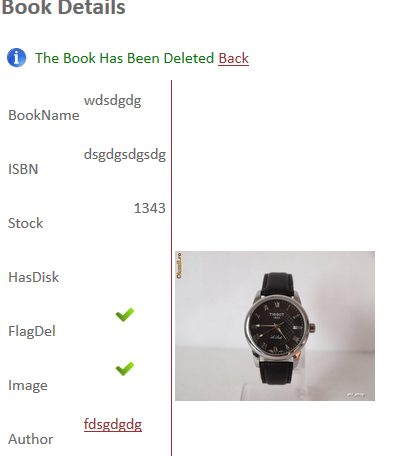 Book Details
The Book Has Been Deleted Back
wdsdgdg
BookName
dsgdgsdgsdg
ISBN
1343
Stock
HasDisk
FlagDel
Image
fdsgdgdg
Author
TISSOT